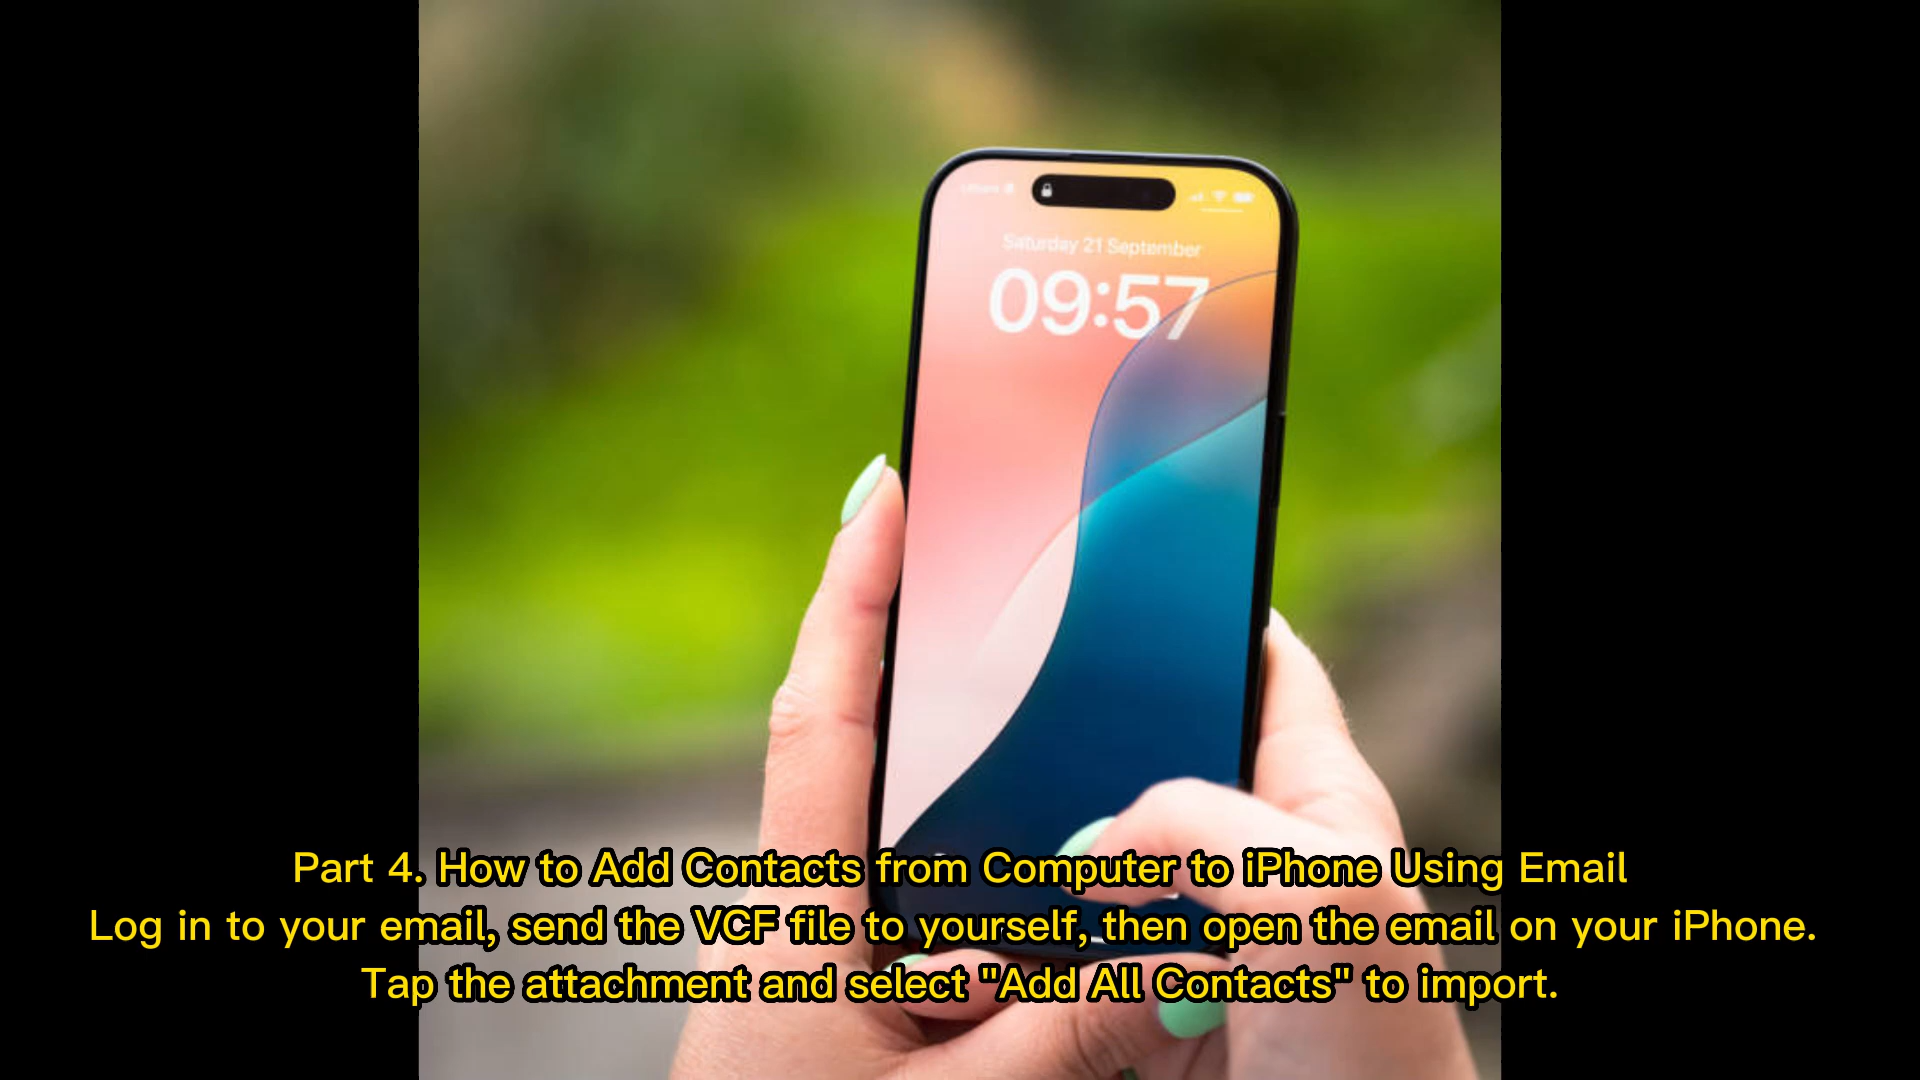 Saturday 21 September
09:57
Part 4. How to Add Contacts from Computer to iPhone Using Email
Log in to your email, send the VCF file to yourself, then open the email on your iPhone.
Tap the attachment and select "Add All Contacts" to import.